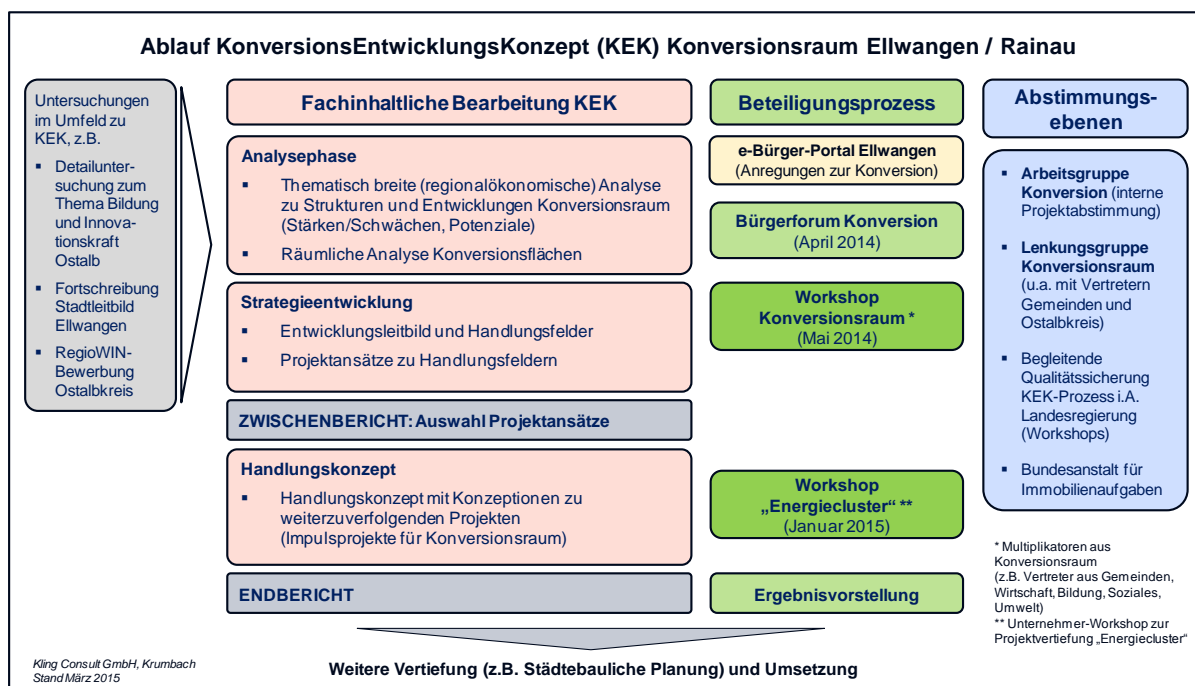 Ablauf KonversionsEntwicklungsKonzept (KEK) Konversionsraum Ellwangen / Rainau
Untersuchungen
im Umfeld zu
KEK, z.B.
▪ Detailunter-
suchung zum
Thema Bildung
und Innova-
tionskraft
Ostalb
▪ Fortschreibung
Stadtleitbild
Ellwangen
▪ RegioWIN-
Bewerbung
Ostalbkreis
Fachinhaltliche Bearbeitung KEK
Analysephase
▪ Thematisch breite (regionalökonomische) Analyse
zu Strukturen und Entwicklungen Konversionsraum
(Stärken/Schwächen, Potenziale)
▪ Räumliche Analyse Konversionsflächen
Strategieentwicklung
▪ Entwicklungsleitbild und Handlungsfelder
▪ Projektansätze zu Handlungsfeldern
ZWISCHENBERICHT: Auswahl Projektansätze
Handlungskonzept
▪ Handlungskonzept mit Konzeptionen zu
weiterzuverfolgenden Projekten
(Impulsprojekte für Konversionsraum)
ENDBERICHT
Beteiligungsprozess
e-Bürger-Portal Ellwangen
(Anregungen zur Konversion)
Bürgerforum Konversion
(April 2014)
Workshop
Konversionsraum *
(Mai 2014)
Workshop
„Energiecluster“ **
(Januar 2015)
Ergebnisvorstellung
Abstimmungs-
ebenen
▪ Arbeitsgruppe
Konversion (interne
Projektabstimmung)
▪ Lenkungsgruppe
Konversionsraum
(u.a. mit Vertretern
Gemeinden und
Ostalbkreis)
▪ Begleitende
Qualitätssicherung
KEK-Prozess i.A.
Landesregierung
(Workshops)
▪ Bundesanstalt für
Immobilienaufgaben
* Multiplikatoren aus
Konversionsraum
(z.B. Vertreter aus Gemeinden,
Wirtschaft, Bildung, Soziales,
Umwelt)
** Unternehmer-Workshop zur
Projektvertiefung „Energiecluster“
Weitere Vertiefung (z.B. Städtebauliche Planung) und Umsetzung
Kling Consult GmbH, Krumbach
Stand März 2015